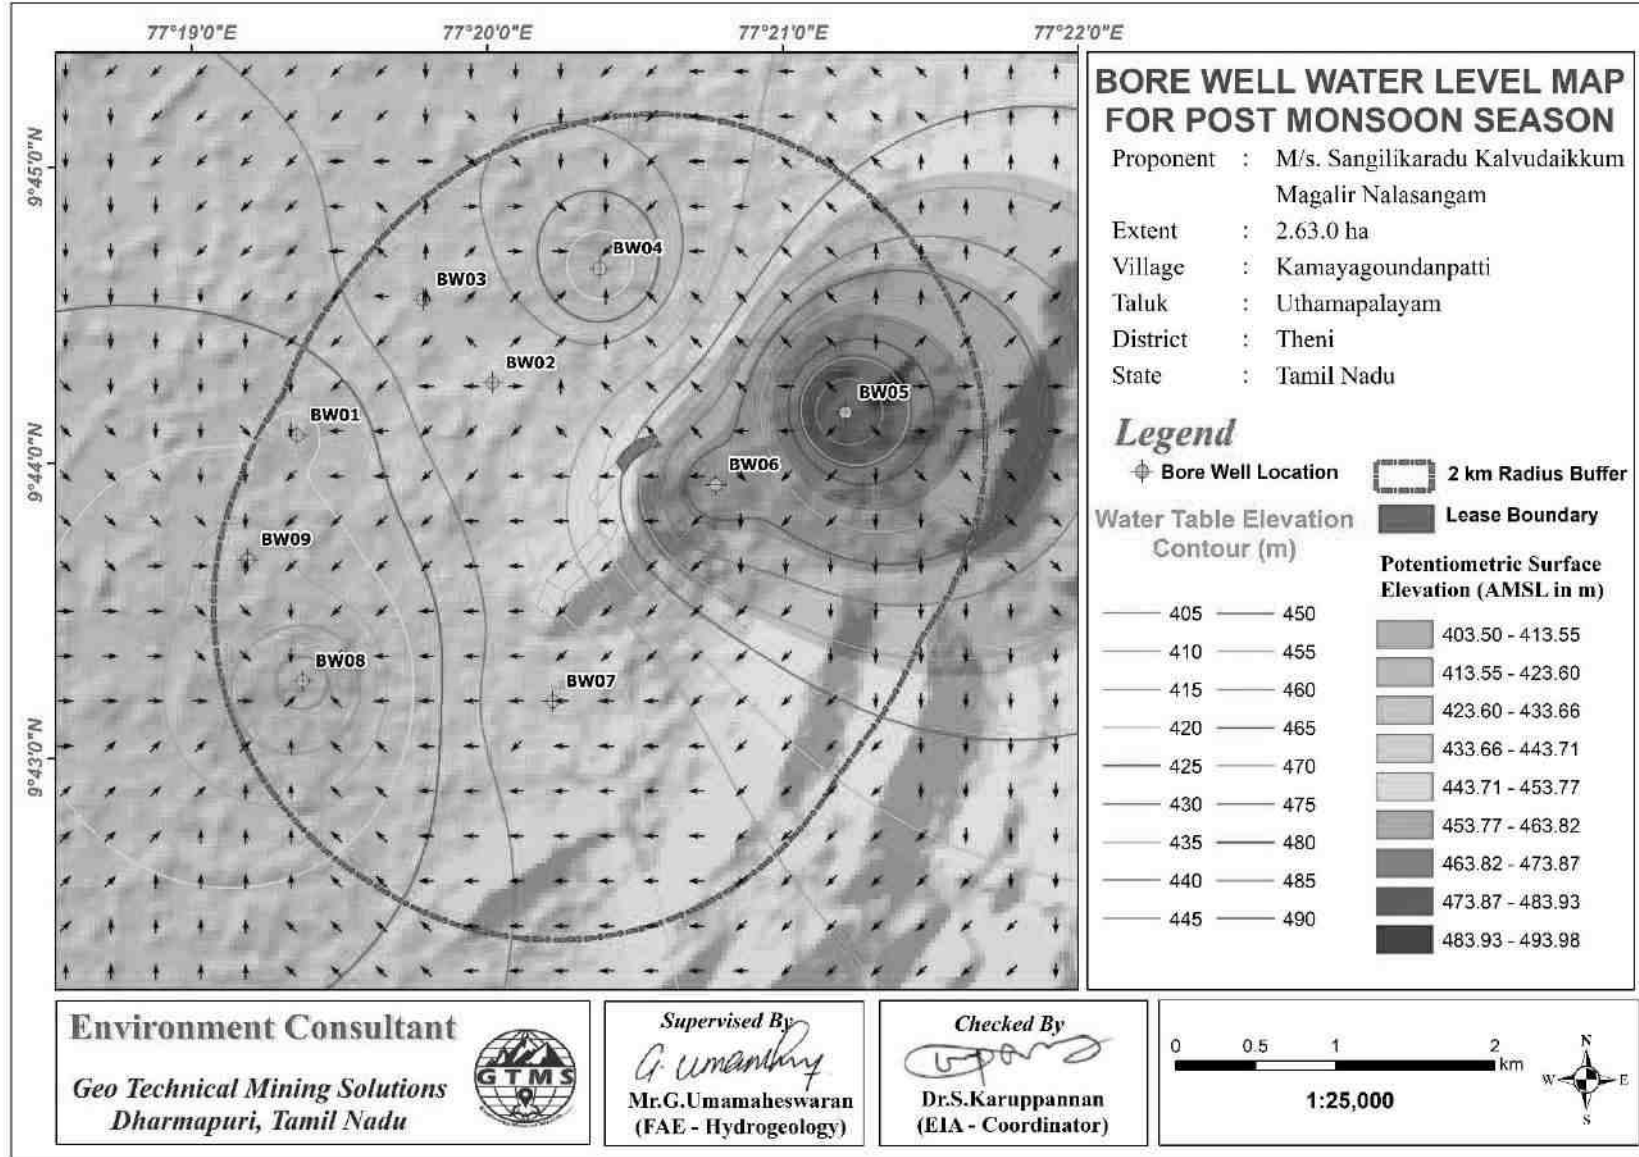 77°19'0"E
77°20'0"E
77°21'0"E
77°22'0"E
9°45'0"N
9°44'0"N
9°43'0"N
BW04
BW03
BW02
BW01
BW05
BW06
BW09
BW08
BW07
BORE WELL WATER LEVEL MAP
FOR POST MONSOON SEASON
Proponent : M/s. Sangilikaradu Kalvudaikkum
Magalir Nalasangam
Extent : 2.63.0 ha
Village : Kamayagoundanpatti
Taluk : Uthamapalayam
District : Theni
State : Tamil Nadu
Legend
Bore Well Location
2 km Radius Buffer
Lease Boundary
Water Table Elevation
Contour (m)
405 450
410 455
415 460
420 465
425 470
430 475
435 480
440 485
445 490
Potentiometric Surface
Elevation (AMSL in m)
403.50 - 413.55
413.55 - 423.60
423.60 - 433.66
433.66 - 443.71
443.71 - 453.77
453.77 - 463.82
463.82 - 473.87
473.87 - 483.93
483.93 - 493.98
Environment Consultant
Geo Technical Mining Solutions
Dharmapuri, Tamil Nadu
GTMS
Supervised By
G. Umamhy
Mr.G.Umamaheswaran
(FAE - Hydrogeology)
Checked By
Dr.S.Karuppannan
(EIA - Coordinator)
0 0.5 1 2
km
1:25,000
N
W E
S